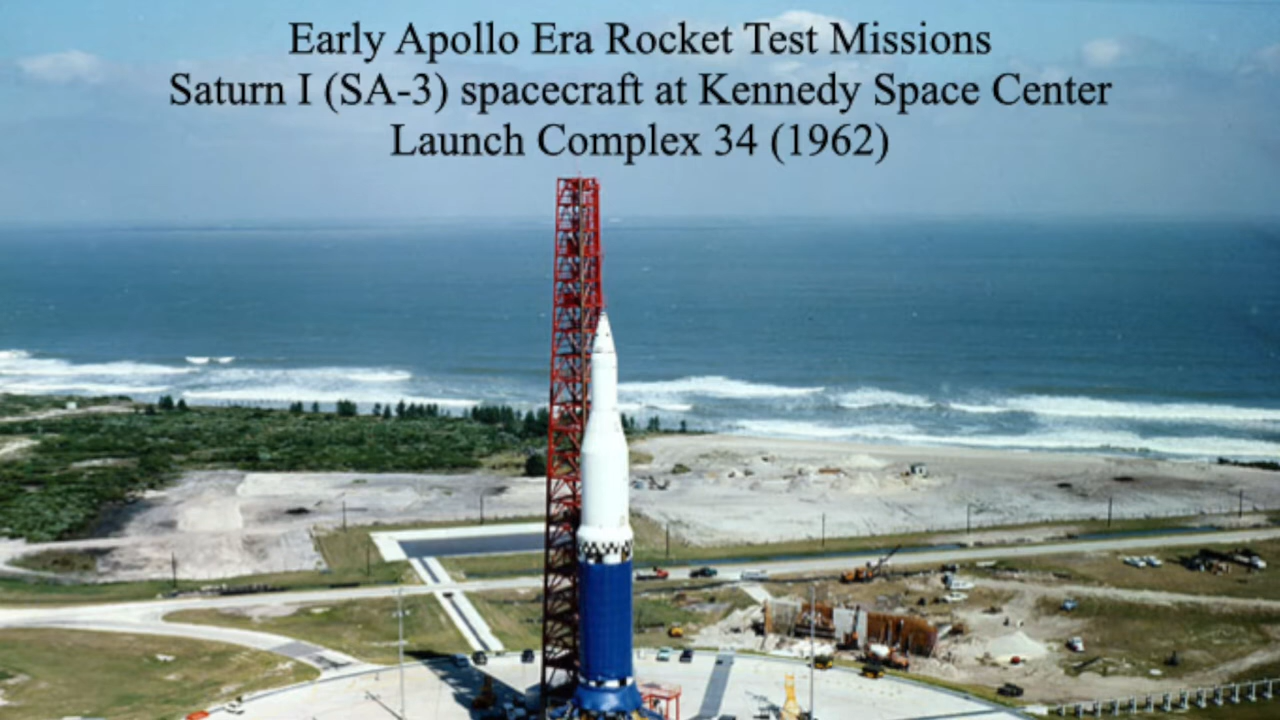 Early Apollo Era Rocket Test Missions
Saturn I (SA-3) spacecraft at Kennedy Space Center
Launch Complex 34 (1962)